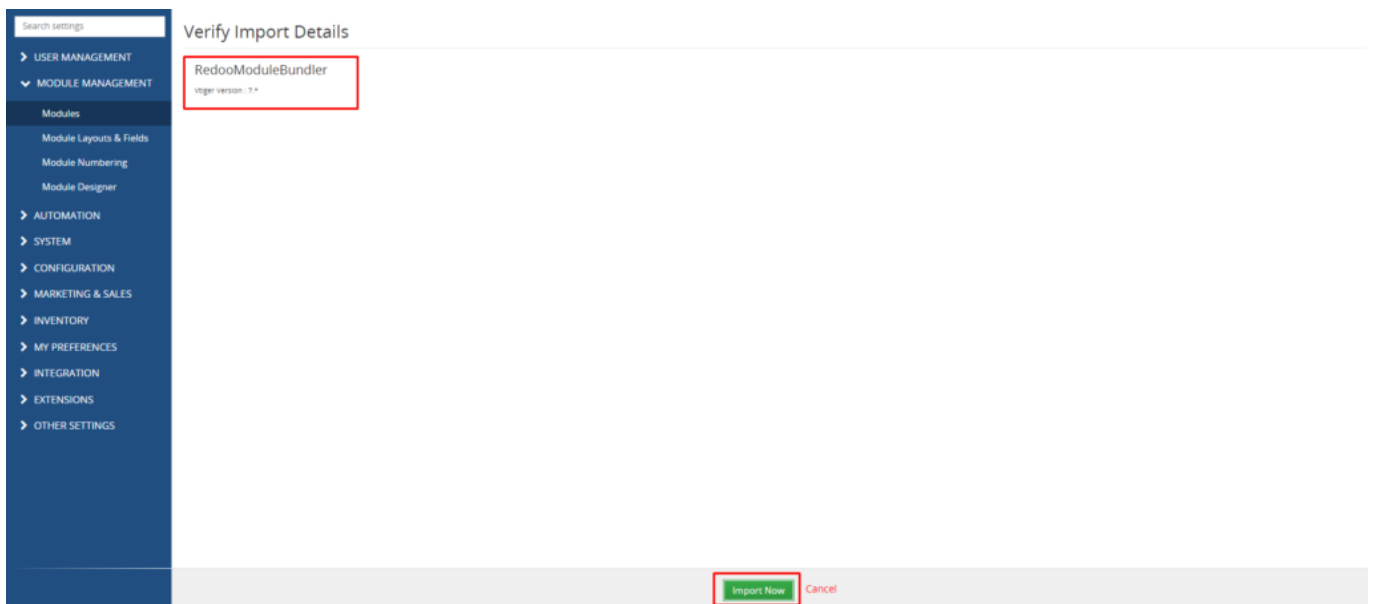 Search settings
USER MANAGEMENT
MODULE MANAGEMENT
Modules
Module Layouts & Fields
Module Numbering
Module Designer
AUTOMATION
SYSTEM
CONFIGURATION
MARKETING & SALES
INVENTORY
MY PREFERENCES
INTEGRATION
EXTENSIONS
OTHER SETTINGS
Verify Import Details
RedooModuleBundler
Vtiger Version : 7.*
Import Now
Cancel